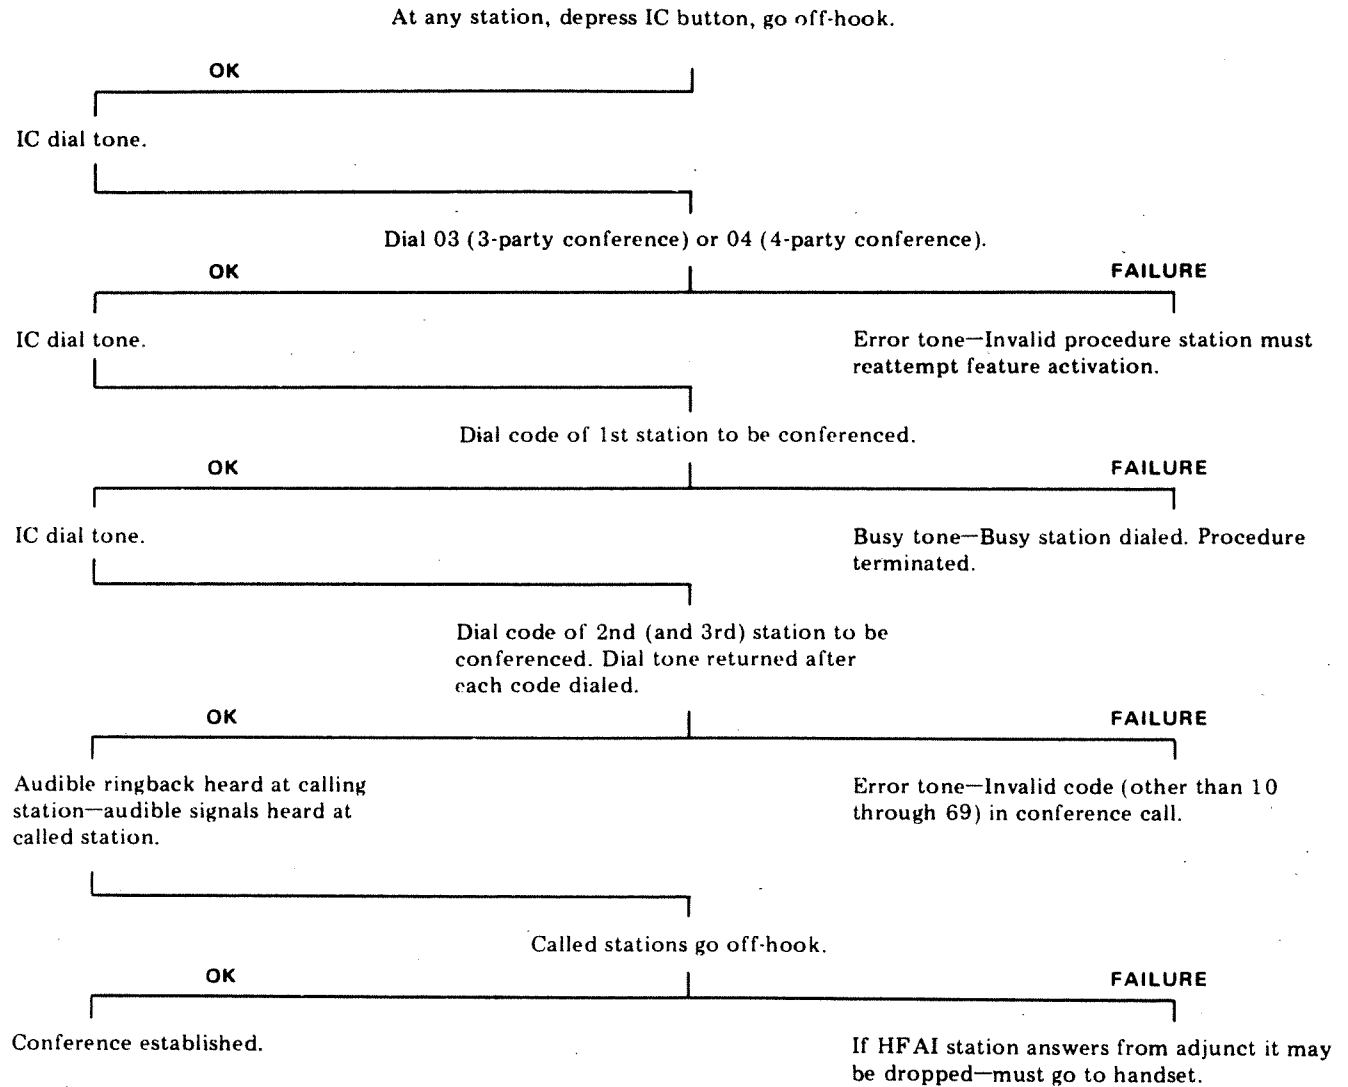 At any station, depress IC button, go off-hook.
OK
IC dial tone.
Dial 03 (3-party conference) or 04 (4-party conference).
OK
FAILURE
IC dial tone.
Error tone—Invalid procedure station must
reattempt feature activation.
Dial code of 1st station to be conferenced.
OK
FAILURE
IC dial tone.
Busy tone—Busy station dialed. Procedure
terminated.
Dial code of 2nd (and 3rd) station to be
conferenced. Dial tone returned after
each code dialed.
OK
FAILURE
Audible ringback heard at calling
station—audible signals heard at
called station.
Error tone—Invalid code (other than 10
through 69) in conference call.
Called stations go off-hook.
OK
FAILURE
Conference established.
If HFAI station answers from adjunct it may
be dropped—must go to handset.